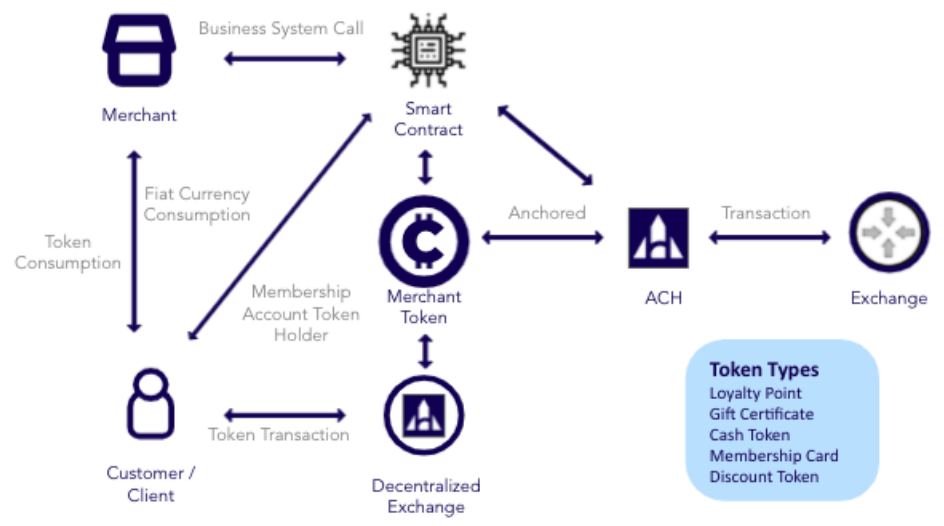 Business System Call
Merchant
Smart
Contract
Fiat Currency
Consumption
Token
Consumption
Anchored
Transaction
Membership
Account Token
Holder
Merchant
Token
ACH
Exchange
Token Types
Loyalty Point
Gift Certificate
Cash Token
Membership Card
Discount Token
Token Transaction
Customer /
Client
Decentralized
Exchange